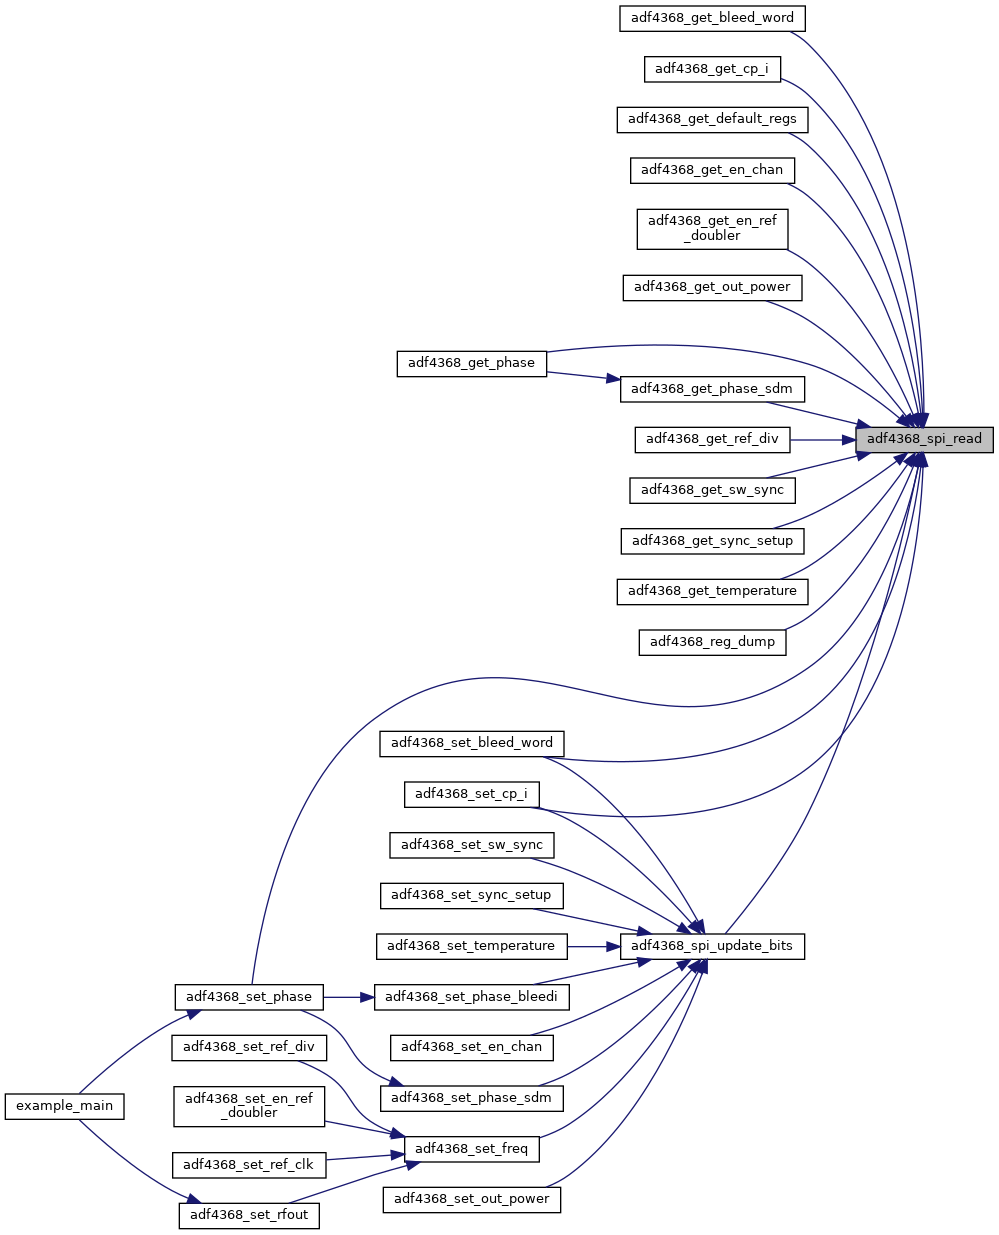 adf4368_get_bleed_word
adf4368_get_cp_i
adf4368_get_default_regs
adf4368_get_en_chan
adf4368_get_en_ref
_doubler
adf4368_get_out_power
adf4368_get_phase
adf4368_get_phase_sdm
adf4368_spi_read
adf4368_get_ref_div
adf4368_get_sw_sync
adf4368_get_sync_setup
adf4368_get_temperature
adf4368_reg_dump
adf4368_set_bleed_word
adf4368_set_cp_i
adf4368_set_sw_sync
adf4368_set_sync_setup
adf4368_set_temperature
adf4368_spi_update_bits
adf4368_set_phase
adf4368_set_phase_bleedi
adf4368_set_ref_div
adf4368_set_en_chan
adf4368_set_en_ref
_doubler
adf4368_set_phase_sdm
example_main
adf4368_set_freq
adf4368_set_ref_clk
adf4368_set_out_power
adf4368_set_rfout